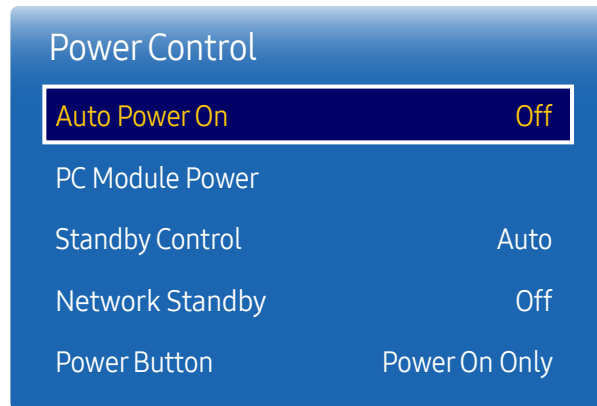 Power Control
Auto Power On Off
PC Module Power
Standby Control Auto
Network Standby Off
Power Button Power On Only